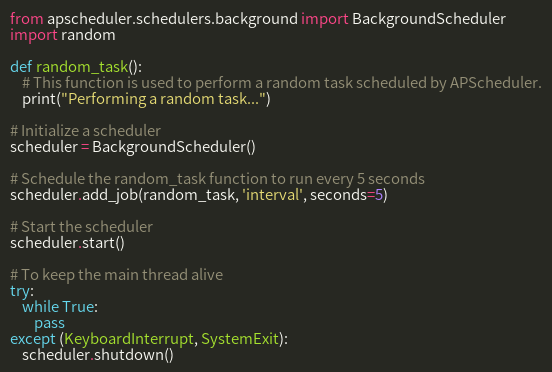 from apscheduler.schedulers.background import BackgroundScheduler
import random

def random_task():
    # This function is used to perform a random task scheduled by APScheduler.
    print("Performing a random task...")

# Initialize a scheduler
scheduler = BackgroundScheduler()

# Schedule the random_task function to run every 5 seconds
scheduler.add_job(random_task, 'interval', seconds=5)

# Start the scheduler
scheduler.start()

# To keep the main thread alive
try:
    while True:
        pass
except (KeyboardInterrupt, SystemExit):
    scheduler.shutdown()